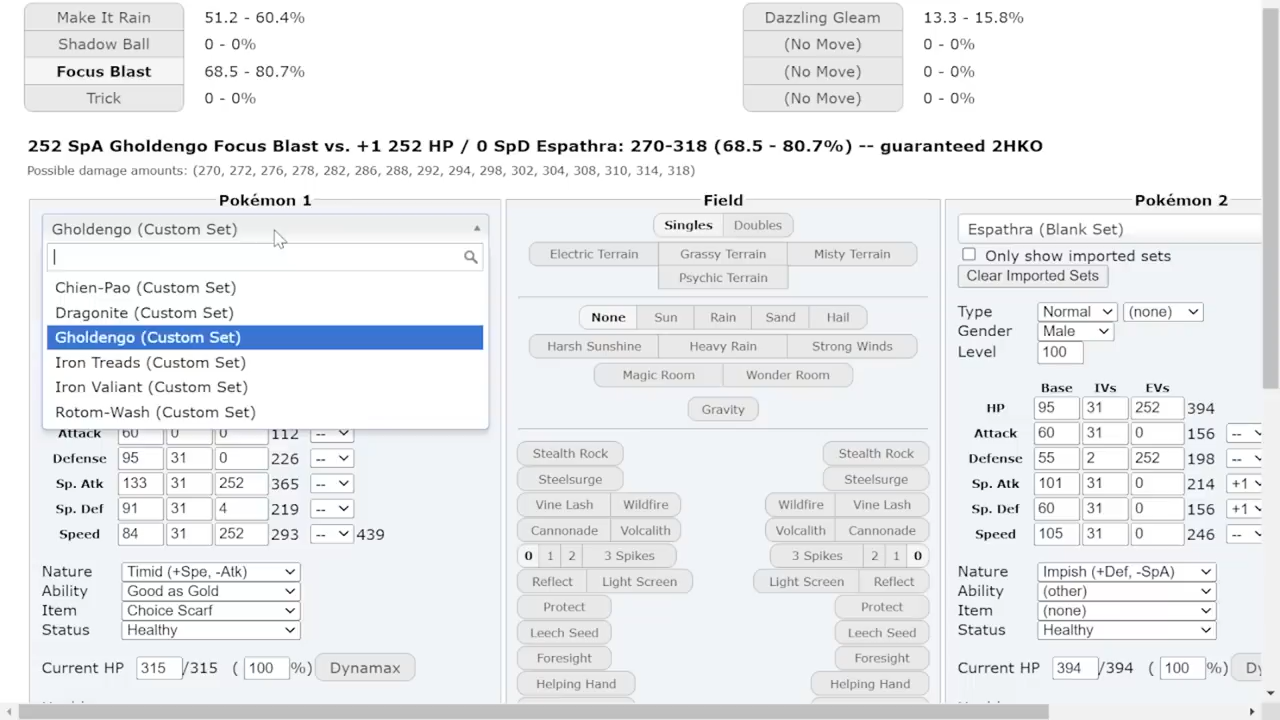 Make It Rain 51.2 - 60.4% Dazzling Gleam 13.3 - 15.8%
Shadow Ball 0 - 0% (No Move) 0 - 0%
Focus Blast 68.5 - 80.7% (No Move) 0 - 0%
Trick 0 - 0% (No Move) 0 - 0%
252 SpA Gholdengo Focus Blast vs. +1 252 HP / 0 SpD Espathra: 270-318 (68.5 - 80.7%) -- guaranteed 2HKO
Possible damage amounts: (270, 272, 276, 278, 282, 286, 288, 292, 294, 298, 302, 304, 308, 310, 314, 318)
Pokémon 1
Gholdengo (Custom Set)
Chien-Pao (Custom Set)
Dragonite (Custom Set)
Gholdengo (Custom Set)
Iron Treads (Custom Set)
Iron Valiant (Custom Set)
Rotom-Wash (Custom Set)
Attack 60 0 0 112 --
Defense 95 31 0 226 --
Sp. Atk 133 31 252 365 --
Sp. Def 91 31 4 219 --
Speed 84 31 252 293 -- 439
Nature Timid (+Spe, -Atk)
Ability Good as Gold
Item Choice Scarf
Status Healthy
Current HP 315 /315 ( 100 %) Dynamax
Field
Singles Doubles
Electric Terrain Grassy Terrain Misty Terrain
Psychic Terrain
None Sun Rain Sand Hail
Harsh Sunshine Heavy Rain Strong Winds
Magic Room Wonder Room
Gravity
Stealth Rock Stealth Rock
Steelsurge Steelsurge
Vine Lash Wildfire Wildfire Vine Lash
Cannonade Volcalith Volcalith Cannonade
0 1 2 3 Spikes 3 Spikes 2 1 0
Reflect Light Screen Light Screen Reflect
Protect Protect
Leech Seed Leech Seed
Foresight Foresight
Helping Hand Helping Hand
Pokémon 2
Espathra (Blank Set)
Only show imported sets
Clear Imported Sets
Type Normal (none)
Gender Male
Level 100
Base IVs EVs
HP 95 31 252 394
Attack 60 31 0 156 --
Defense 55 2 252 198 --
Sp. Atk 101 31 0 214 +1
Sp. Def 60 31 0 156 +1
Speed 105 31 0 246 --
Nature Impish (+Def, -SpA)
Ability (other)
Item (none)
Status Healthy
Current HP 394 /394 ( 100 %) Dy